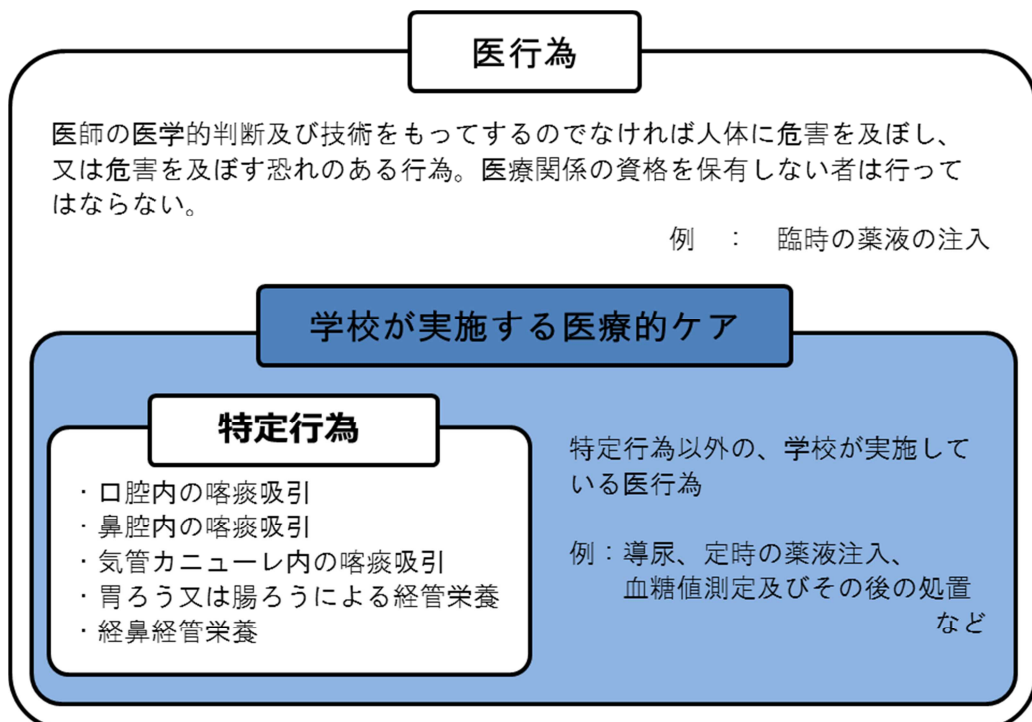 医行為
医師の医学的判断及び技術をもってするのでなければ人体に危害を及ぼし、
又は危害を及ぼす恐れのある行為。医療関係の資格を保有しない者は行って
はならない。
例　：　臨時の薬液の注入
学校が実施する医療的ケア
特定行為
・口腔内の喀痰吸引
・鼻腔内の喀痰吸引
・気管カニューレ内の喀痰吸引
・胃ろう又は腸ろうによる経管栄養
・経鼻経管栄養
特定行為以外の、学校が実施して
いる医行為
例：導尿、定時の薬液注入、
血糖値測定及びその後の処置
など